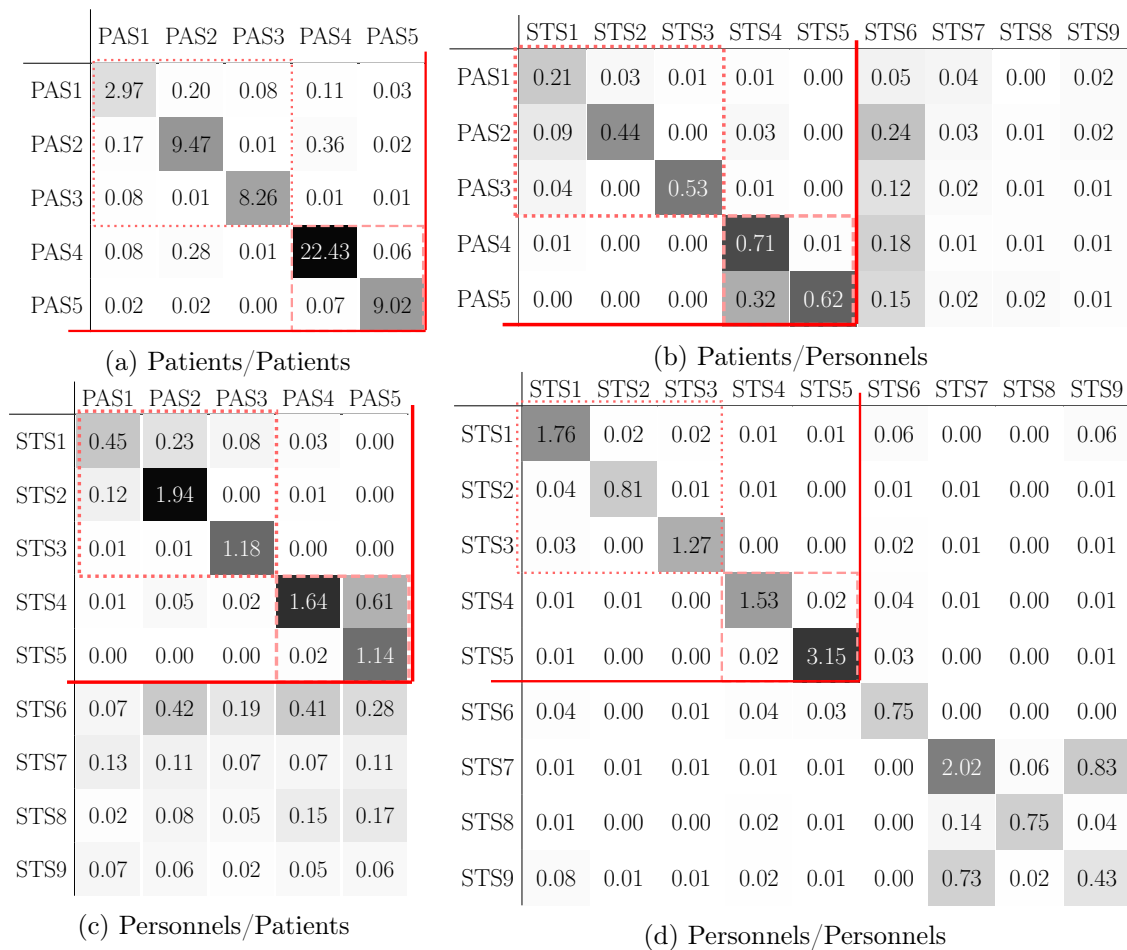 PAS1 PAS2 PAS3 PAS4 PAS5
PAS1 2.97 0.20 0.08 0.11 0.03
PAS2 0.17 9.47 0.01 0.36 0.02
PAS3 0.08 0.01 8.26 0.01 0.01
PAS4 0.08 0.28 0.01 22.43 0.06
PAS5 0.02 0.02 0.00 0.07 9.02
(a) Patients/Patients
STS1 STS2 STS3 STS4 STS5 STS6 STS7 STS8 STS9
PAS1 0.21 0.03 0.01 0.01 0.00 0.05 0.04 0.00 0.02
PAS2 0.09 0.44 0.00 0.03 0.00 0.24 0.03 0.01 0.02
PAS3 0.04 0.00 0.53 0.01 0.00 0.12 0.02 0.01 0.01
PAS4 0.01 0.00 0.00 0.71 0.01 0.18 0.01 0.01 0.01
PAS5 0.00 0.00 0.00 0.32 0.62 0.15 0.02 0.02 0.01
(b) Patients/Personnels
PAS1 PAS2 PAS3 PAS4 PAS5
STS1 0.45 0.23 0.08 0.03 0.00
STS2 0.12 1.94 0.00 0.01 0.00
STS3 0.01 0.01 1.18 0.00 0.00
STS4 0.01 0.05 0.02 1.64 0.61
STS5 0.00 0.00 0.00 0.02 1.14
STS6 0.07 0.42 0.19 0.41 0.28
STS7 0.13 0.11 0.07 0.07 0.11
STS8 0.02 0.08 0.05 0.15 0.17
STS9 0.07 0.06 0.02 0.05 0.06
(c) Personnels/Patients
STS1 STS2 STS3 STS4 STS5 STS6 STS7 STS8 STS9
STS1 1.76 0.02 0.02 0.01 0.01 0.06 0.00 0.00 0.06
STS2 0.04 0.81 0.01 0.01 0.00 0.01 0.01 0.00 0.01
STS3 0.03 0.00 1.27 0.00 0.00 0.02 0.01 0.00 0.01
STS4 0.01 0.01 0.00 1.53 0.02 0.04 0.01 0.00 0.01
STS5 0.01 0.00 0.00 0.02 3.15 0.03 0.00 0.00 0.01
STS6 0.04 0.00 0.01 0.04 0.03 0.75 0.00 0.00 0.00
STS7 0.01 0.01 0.01 0.01 0.01 0.00 2.02 0.06 0.83
STS8 0.01 0.00 0.00 0.02 0.01 0.00 0.14 0.75 0.04
STS9 0.08 0.01 0.01 0.02 0.01 0.00 0.73 0.02 0.43
(d) Personnels/Personnels